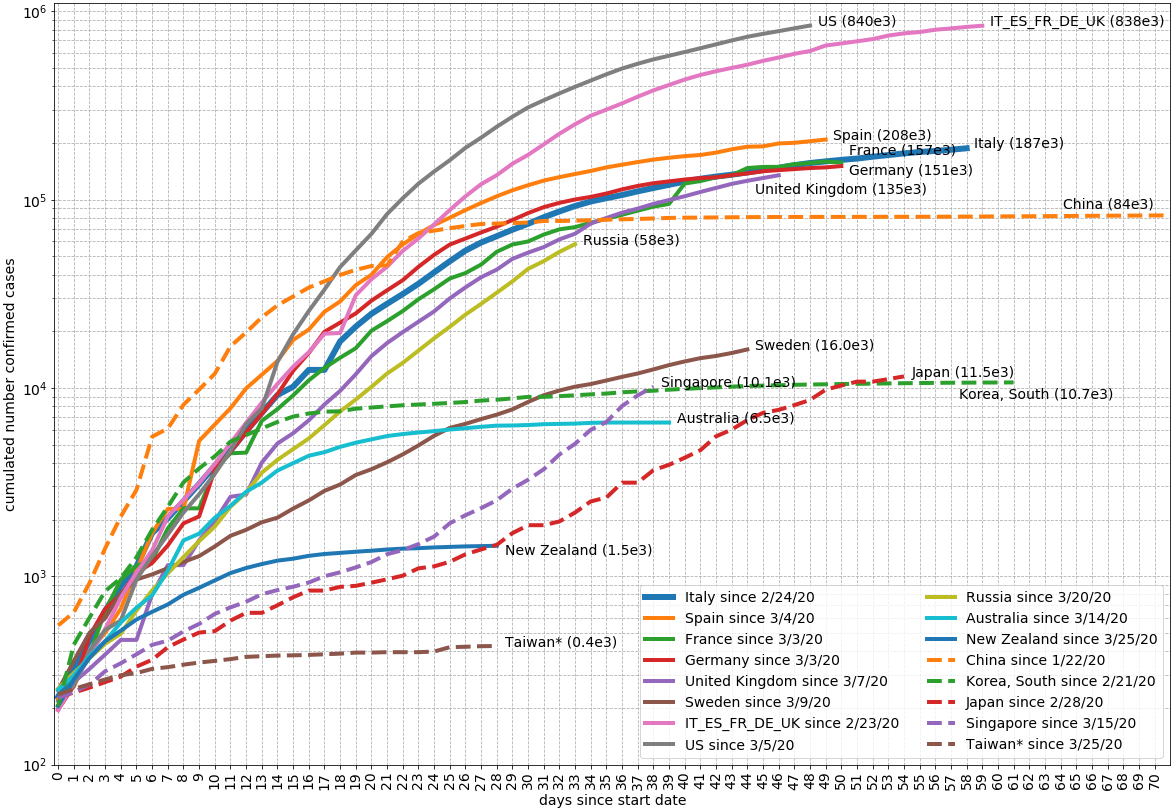 10⁶
10⁵
10⁴
10³
10²
cumulated number confirmed cases
US (840e3)
IT_ES_FR_DE_UK (838e3)
Spain (208e3)
Italy (187e3)
France (157e3)
Germany (151e3)
United Kingdom (135e3)
China (84e3)
Russia (58e3)
Sweden (16.0e3)
Japan (11.5e3)
Singapore (10.1e3)
Korea, South (10.7e3)
Australia (6.5e3)
New Zealand (1.5e3)
Taiwan* (0.4e3)
Italy since 2/24/20
Spain since 3/4/20
France since 3/3/20
Germany since 3/3/20
United Kingdom since 3/7/20
Sweden since 3/9/20
IT_ES_FR_DE_UK since 2/23/20
US since 3/5/20
Russia since 3/20/20
Australia since 3/14/20
New Zealand since 3/25/20
China since 1/22/20
Korea, South since 2/21/20
Japan since 2/28/20
Singapore since 3/15/20
Taiwan* since 3/25/20
0 1 2 3 4 5 6 7 8 9 10 11 12 13 14 15 16 17 18 19 20 21 22 23 24 25 26 27 28 29 30 31 32 33 34 35 36 37 38 39 40 41 42 43 44 45 46 47 48 49 50 51 52 53 54 55 56 57 58 59 60 61 62 63 64 65 66 67 68 69 70
days since start date